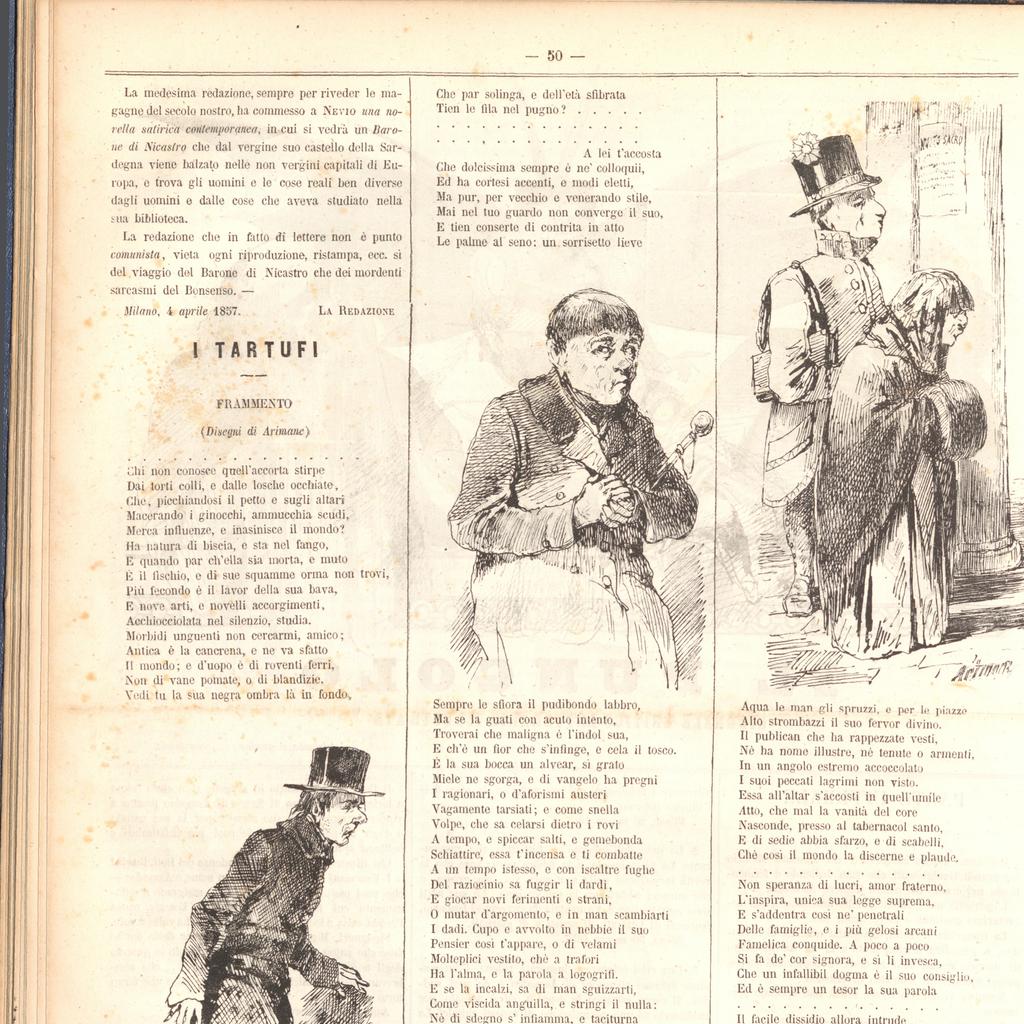 — 50 —
La medesima redazione, sempre per riveder le ma-
gagne del secolo nostro, ha commesso a NEVIO una no-
vella satirica contemporanea, in cui si vedrà un Baro-
ne di Nicastro che dal vergine suo castello della Sar-
degna viene balzato nelle non vergini capitali di Eu-
ropa, e trova gli uomini e le cose reali ben diverse
dagli uomini e dalle cose che aveva studiato nella
sua biblioteca.
La redazione che in fatto di lettere non è punto
comunista, vieta ogni riproduzione, ristampa, ecc. sì
del viaggio del Barone di Nicastro che dei mordenti
sarcasmi del Bonsenso. —
Milano, 4 aprile 1857. LA REDAZIONE
I TARTUFI
FRAMMENTO
(Disegni di Arimane)
. . . . . . . . . . . . . . . .
Chi non conosce quell'accorta stirpe
Dai torti colli, e dalle losche occhiate,
Che, picchiandosi il petto e sugli altari
Macerando i ginocchi, ammucchia scudi,
Merca influenze, e inasinisce il mondo?
Ha natura di biscia, e sta nel fango,
E quando par ch'ella sia morta, e muto
E il fischio, e di sue squamme orma non trovi,
Più fecondo è il lavor della sua bava,
E nove arti, e novelli accorgimenti,
Acchiocciolata nel silenzio, studia.
Morbidi unguenti non cercarmi, amico;
Antica è la cancrena, e ne va sfatto
Il mondo; e d'uopo è di roventi ferri,
Non di vane pomate, o di blandizie.
Vedi tu la sua negra ombra là in fondo,
Che par solinga, e dell'età sfibrata
Tien le fila nel pugno? . . . . .
. . . . . . . . . . . . . .
. . . . . . . . . . . . . .
A lei t'accosta
Che dolcissima sempre è ne' colloquii,
Ed ha cortesi accenti, e modi eletti,
Ma pur, per vecchio e venerando stile,
Mai nel tuo guardo non converge il suo,
E tien conserte di contrita in atto
Le palme al seno: un sorrisetto lieve
Sempre le sfiora il pudibondo labbro,
Ma se la guati con acuto intento,
Troverai che maligna è l'indol sua,
E ch'è un fior che s'infinge, e cela il tosco.
È la sua bocca un alvear, sì grato
Miele ne sgorga, e di vangelo ha pregni
I ragionari, o d'aforismi austeri
Vagamente tarsiati; e come snella
Volpe, che sa celarsi dietro i rovi
A tempo, e spiccar salti, e gemebonda
Schiattire, essa t'incensa e ti combatte
A un tempo istesso, e con iscaltre fughe
Del raziocinio sa fuggir li dardi,
E giocar novi ferimenti e strani,
O mutar d'argomento, e in man scambiarti
I dadi. Cupo e avvolto in nebbie il suo
Pensier così t'appare, o di velami
Molteplici vestito, chè a trafori
Ha l'alma, e la parola a logogrifi.
E se la incalzi, sa di man sguizzarti,
Come viscida anguilla, e stringi il nulla:
Nè di sdegno s'infiamma, e taciturna
SACRO
Arimane
Aqua le man gli spruzzi, e per le piazze
Alto strombazzi il suo fervor divino.
Il publican che ha rappezzate vesti,
Nè ha nome illustre, nè tenute o armenti,
In un angolo estremo accoccolato
I suoi peccati lagrimi non visto.
Essa all'altar s'accosti in quell'umile
Atto, che mal la vanità del core
Nasconde, presso al tabernacol santo,
E di sedie abbia sfarzo, e di scabelli,
Chè così il mondo la discerne e plaude.
. . . . . . . . . . . . . .
Non speranza di lucri, amor fraterno,
L'inspira, unica sua legge suprema,
E s'addentra così ne' penetrali
Delle famiglie, e i più gelosi arcani
Famelica conquide. A poco a poco
Si fa de' cor signora, e sì li invesca,
Che un infallibil dogma è il suo consiglio,
Ed è sempre un tesor la sua parola
. . . . . . . . . . . . . .
Il facile dissidio allora intrude